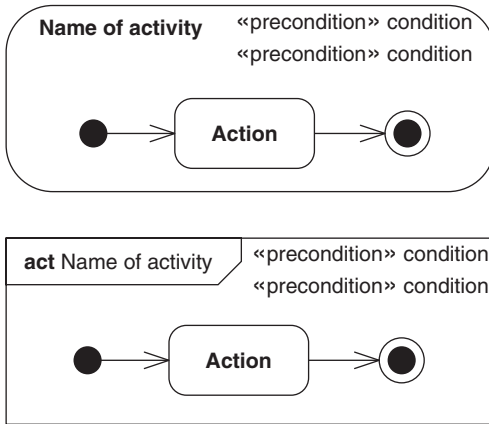 Name of activity «precondition» condition
«precondition» condition
Action
act Name of activity «precondition» condition
«precondition» condition
Action